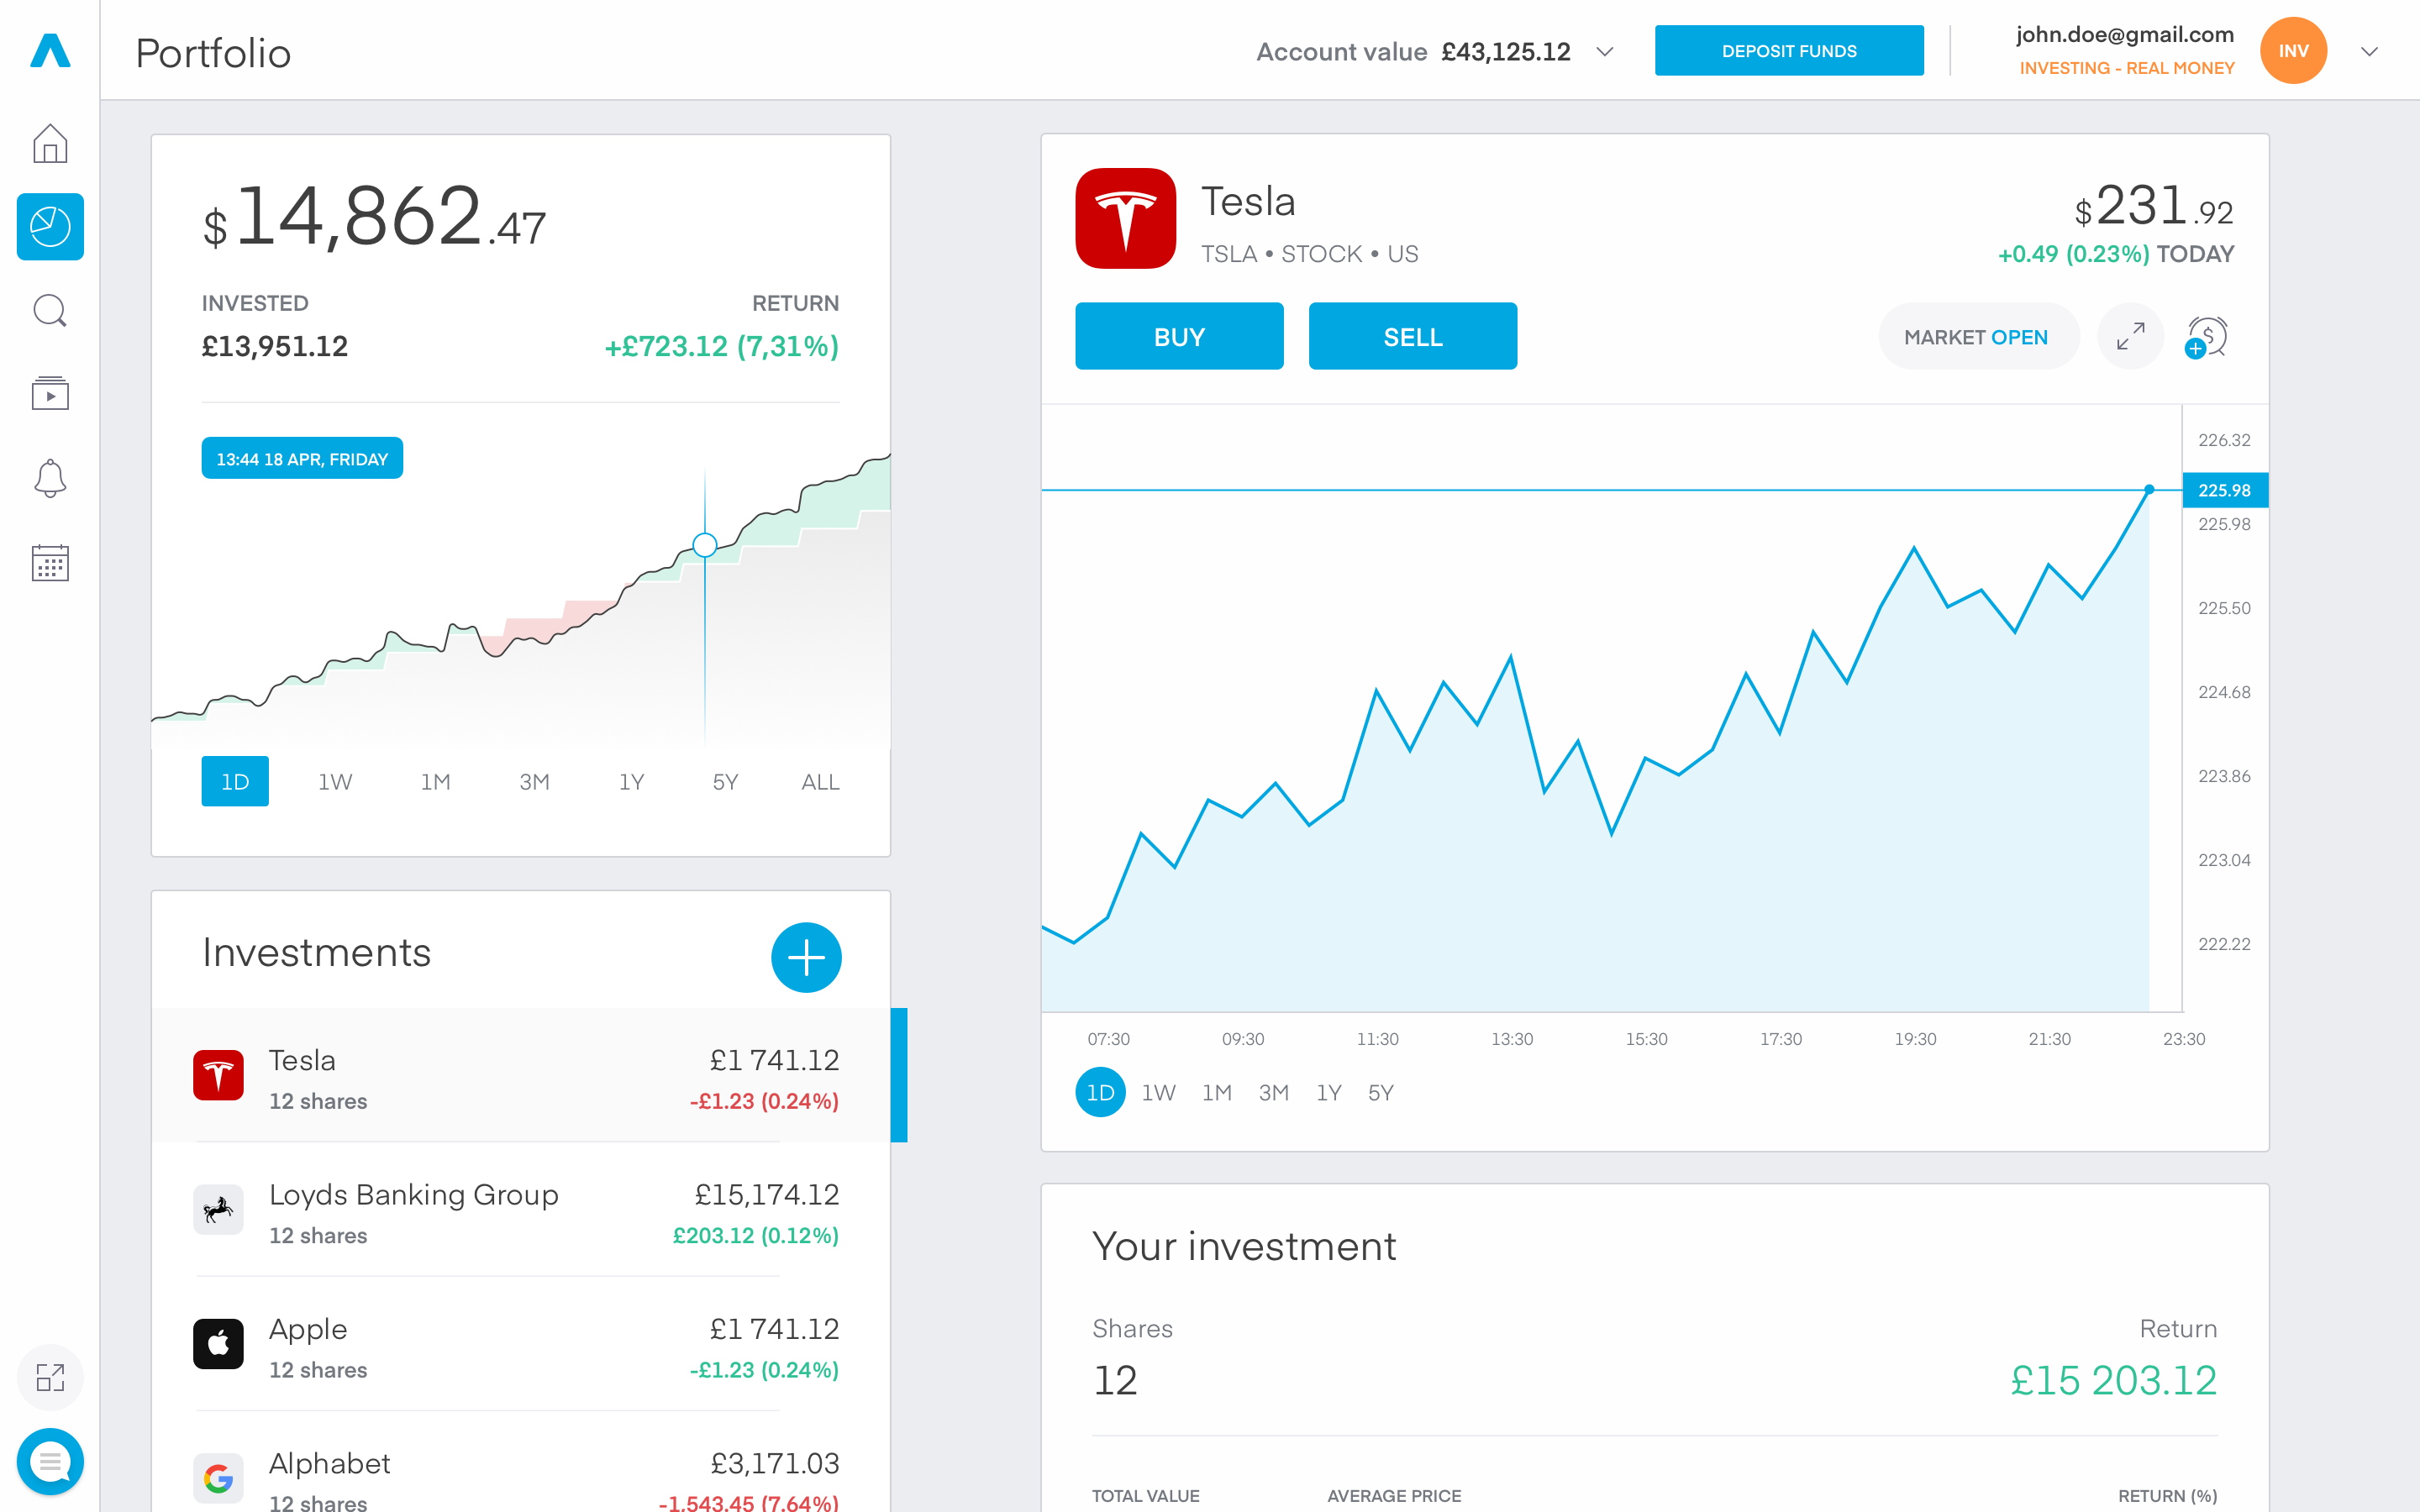 Portfolio
Account value £43,125.12
DEPOSIT FUNDS
john.doe@gmail.com
INVESTING - REAL MONEY
INV
$14,862.47
INVESTED
RETURN
£13,951.12
+£723.12 (7,31%)
13:44 18 APR, FRIDAY
1D 1W 1M 3M 1Y 5Y ALL
Investments
Tesla
£1 741.12
12 shares
-£1.23 (0.24%)
Loyds Banking Group
£15,174.12
12 shares
£203.12 (0.12%)
Apple
£1 741.12
12 shares
-£1.23 (0.24%)
Alphabet
£3,171.03
12 shares
-1,543.45 (7.64%)
Tesla
TSLA • STOCK • US
$231.92
+0.49 (0.23%) TODAY
BUY
SELL
MARKET OPEN
226.32
225.98
225.98
225.50
224.68
223.86
223.04
222.22
07:30 09:30 11:30 13:30 15:30 17:30 19:30 21:30 23:30
1D 1W 1M 3M 1Y 5Y
Your investment
Shares
Return
12
£15 203.12
TOTAL VALUE
AVERAGE PRICE
RETURN (%)